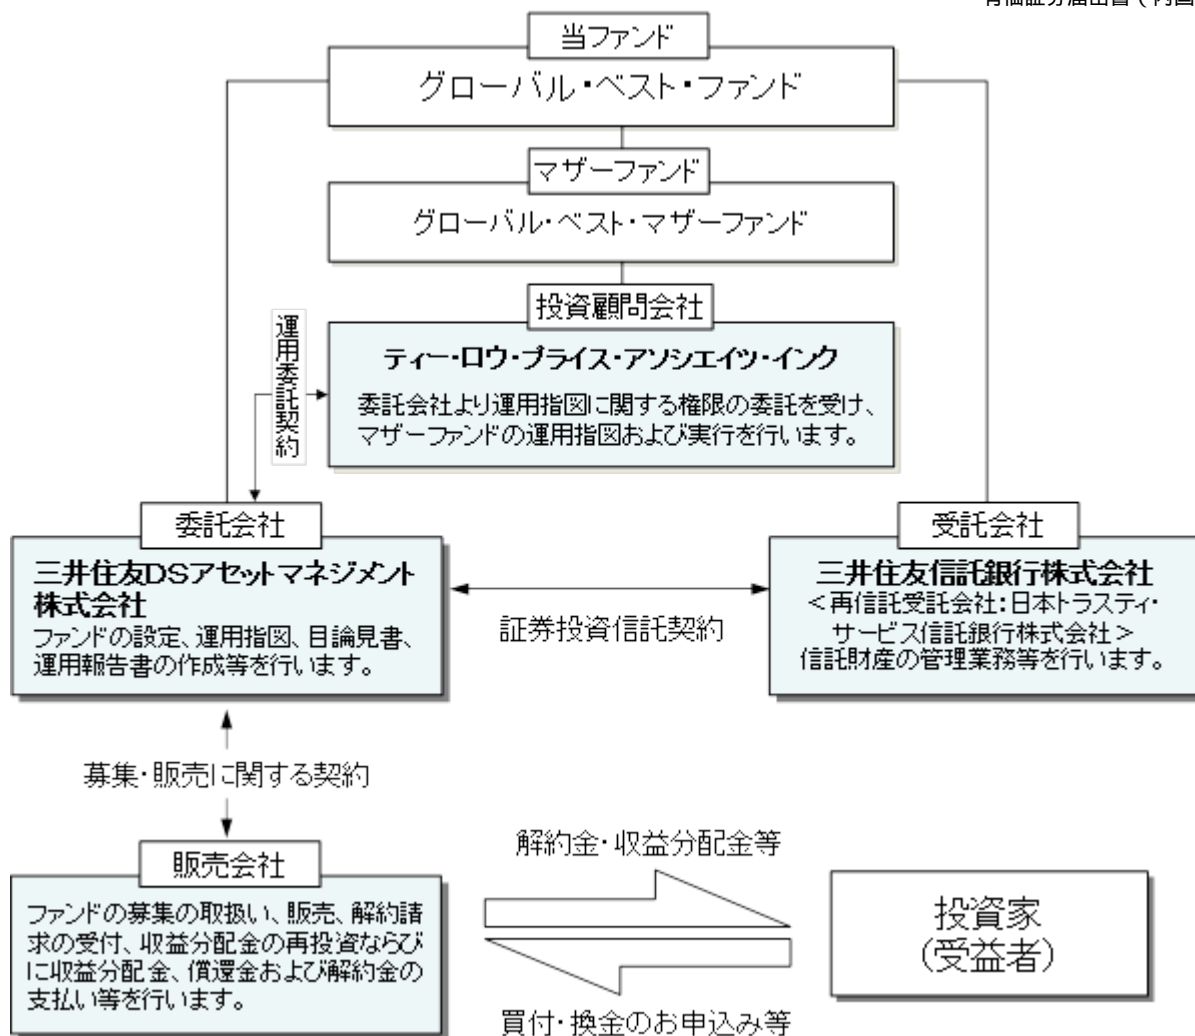 当ファンド
グローバル・ベスト・ファンド
マザーファンド
グローバル・ベスト・マザーファンド
投資顧問会社
ティー・ロウ・プライス・アソシエイツ・インク
委託会社より運用指図に関する権限の委託を受け、
マザーファンドの運用指図および実行を行います。
運用委託契約
委託会社
三井住友DSアセットマネジメント
株式会社
ファンドの設定、運用指図、目論見書、
運用報告書の作成等を行います。
証券投資信託契約
受託会社
三井住友信託銀行株式会社
<再信託受託会社:日本トラスティ・
サービス信託銀行株式会社>
信託財産の管理業務等を行います。
募集・販売に関する契約
販売会社
ファンドの募集の取扱い、販売、解約請
求の受付、収益分配金の再投資ならび
に収益分配金、償還金および解約金の
支払い等を行います。
解約金・収益分配金等
買付・換金のお申込み等
投資家
(受益者)